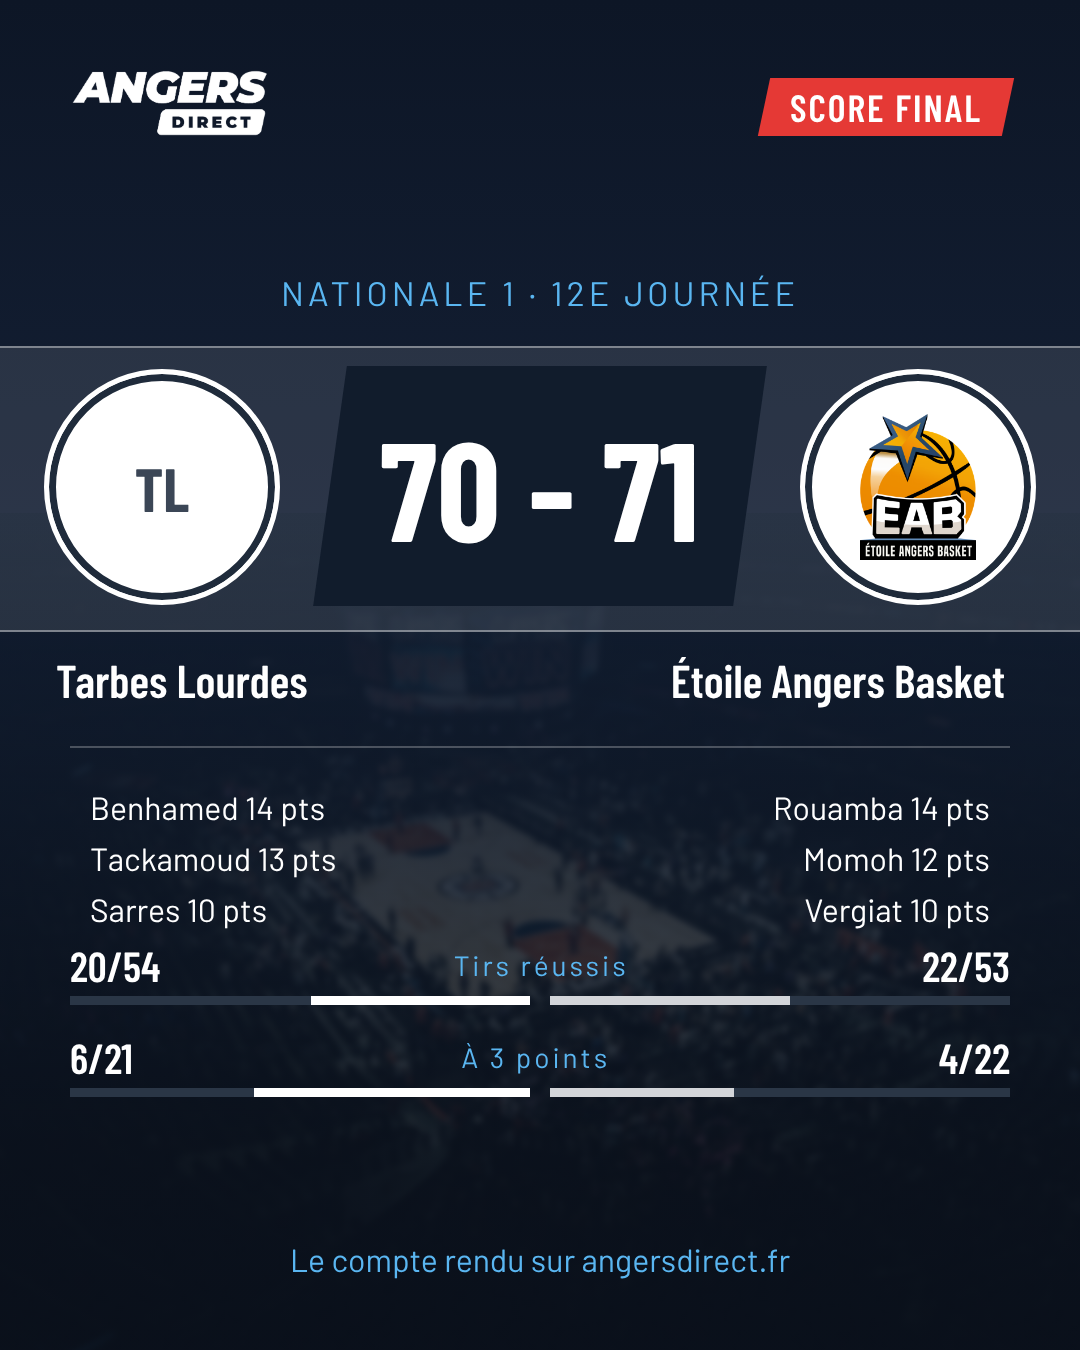 ANGERS
DIRECT
SCORE FINAL
NATIONALE 1 · 12E JOURNÉE
TL
70 - 71
EAB
ÉTOILE ANGERS BASKET
Tarbes Lourdes
Étoile Angers Basket
Benhamed 14 pts
Rouamba 14 pts
Tackamoud 13 pts
Momoh 12 pts
Sarres 10 pts
Vergiat 10 pts
20/54
Tirs réussis
22/53
6/21
À 3 points
4/22
Le compte rendu sur angersdirect.fr